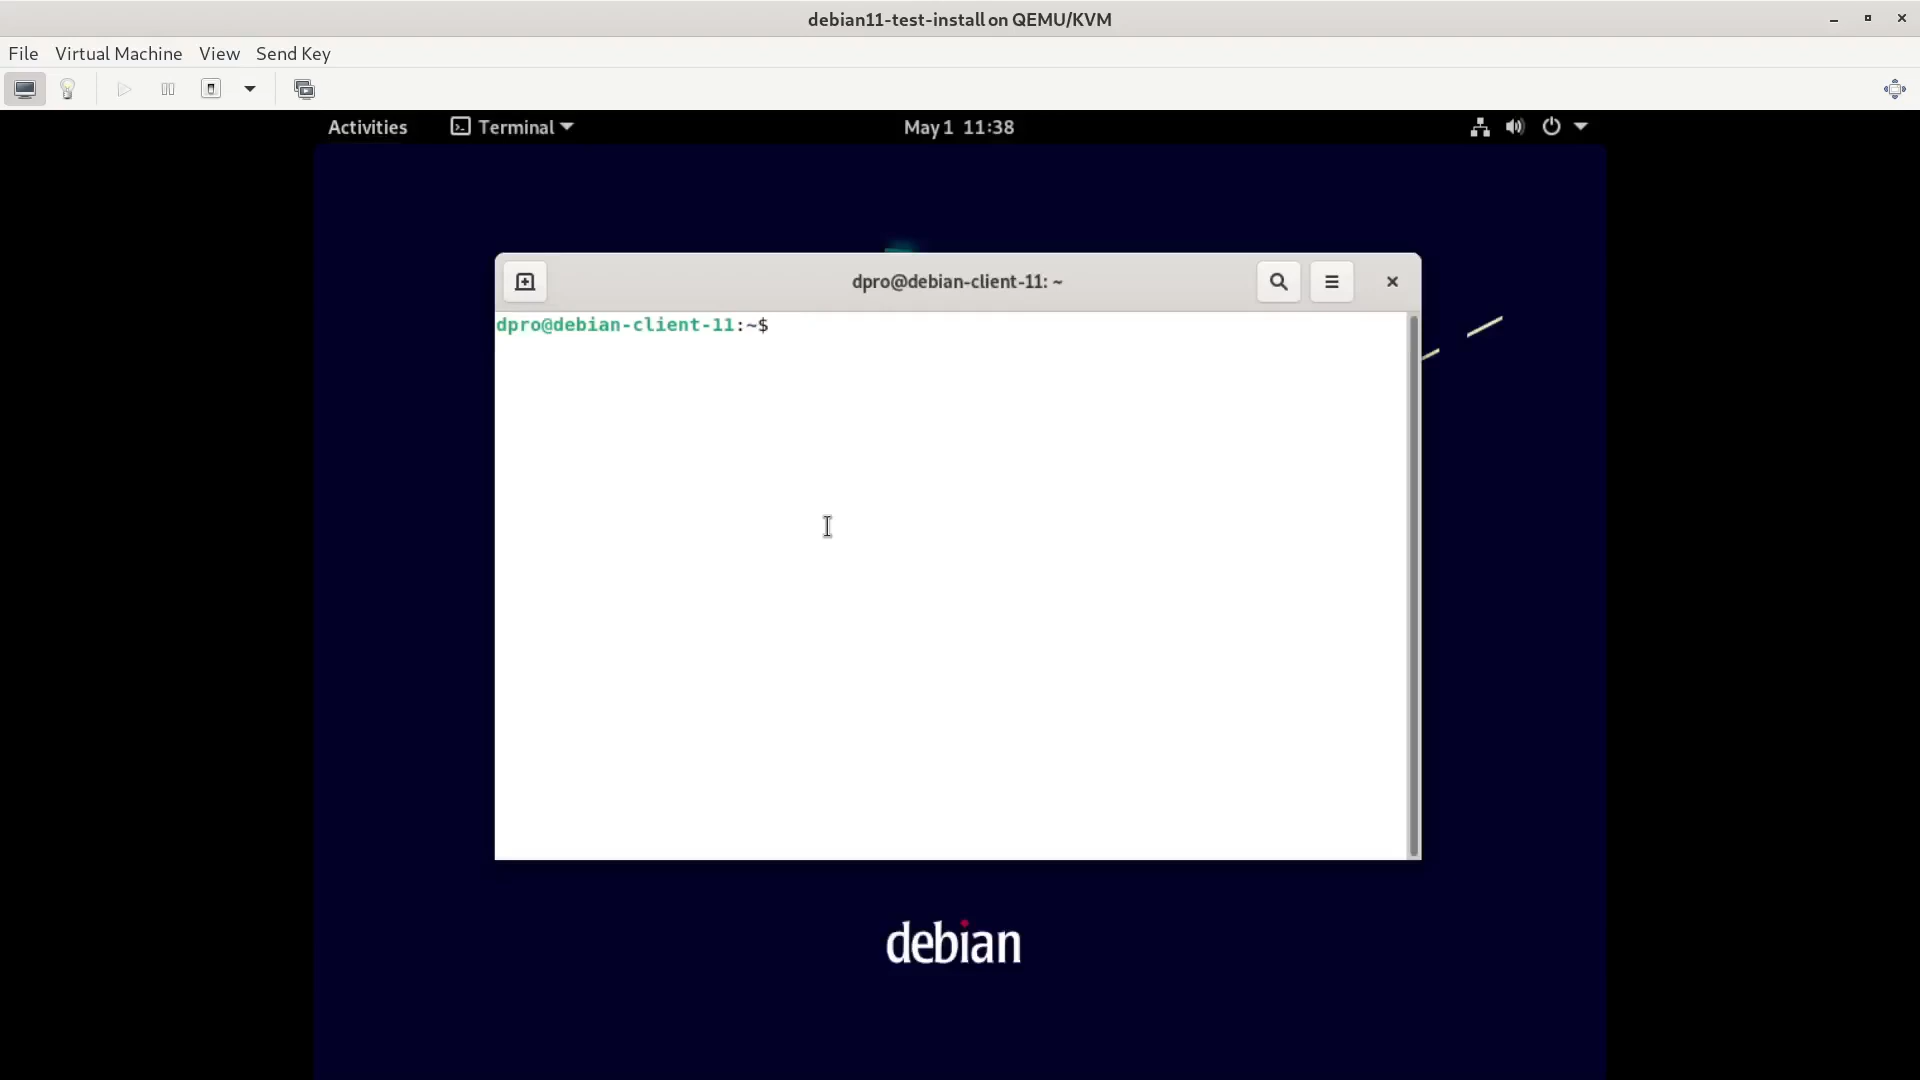 debian11-test-install on QEMU/KVM
File Virtual Machine View Send Key
Activities Terminal May 1 11:38
dpro@debian-client-11: ~
dpro@debian-client-11:~$
debian